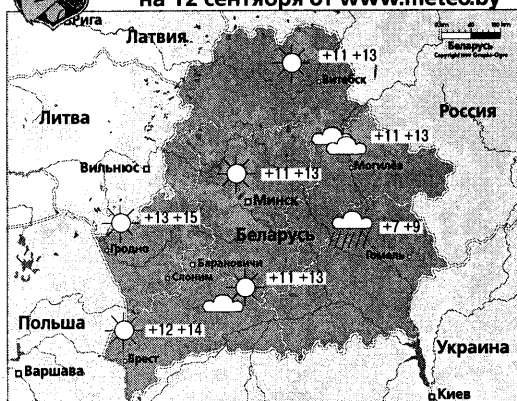 на 12 сентября от www.meteo.by
Рига
Латвия
Беларусь
+11 +13
Витебск
Россия
Литва
+11 +13
Могилёв
Вильнюс
+11 +13
Минск
+13 +15
+7 +9
Беларусь
Гродно
Гомель
Барановичи
Слоним
+11 +13
Польша
+12 +14
Украина
Брест
Варшава
Киев